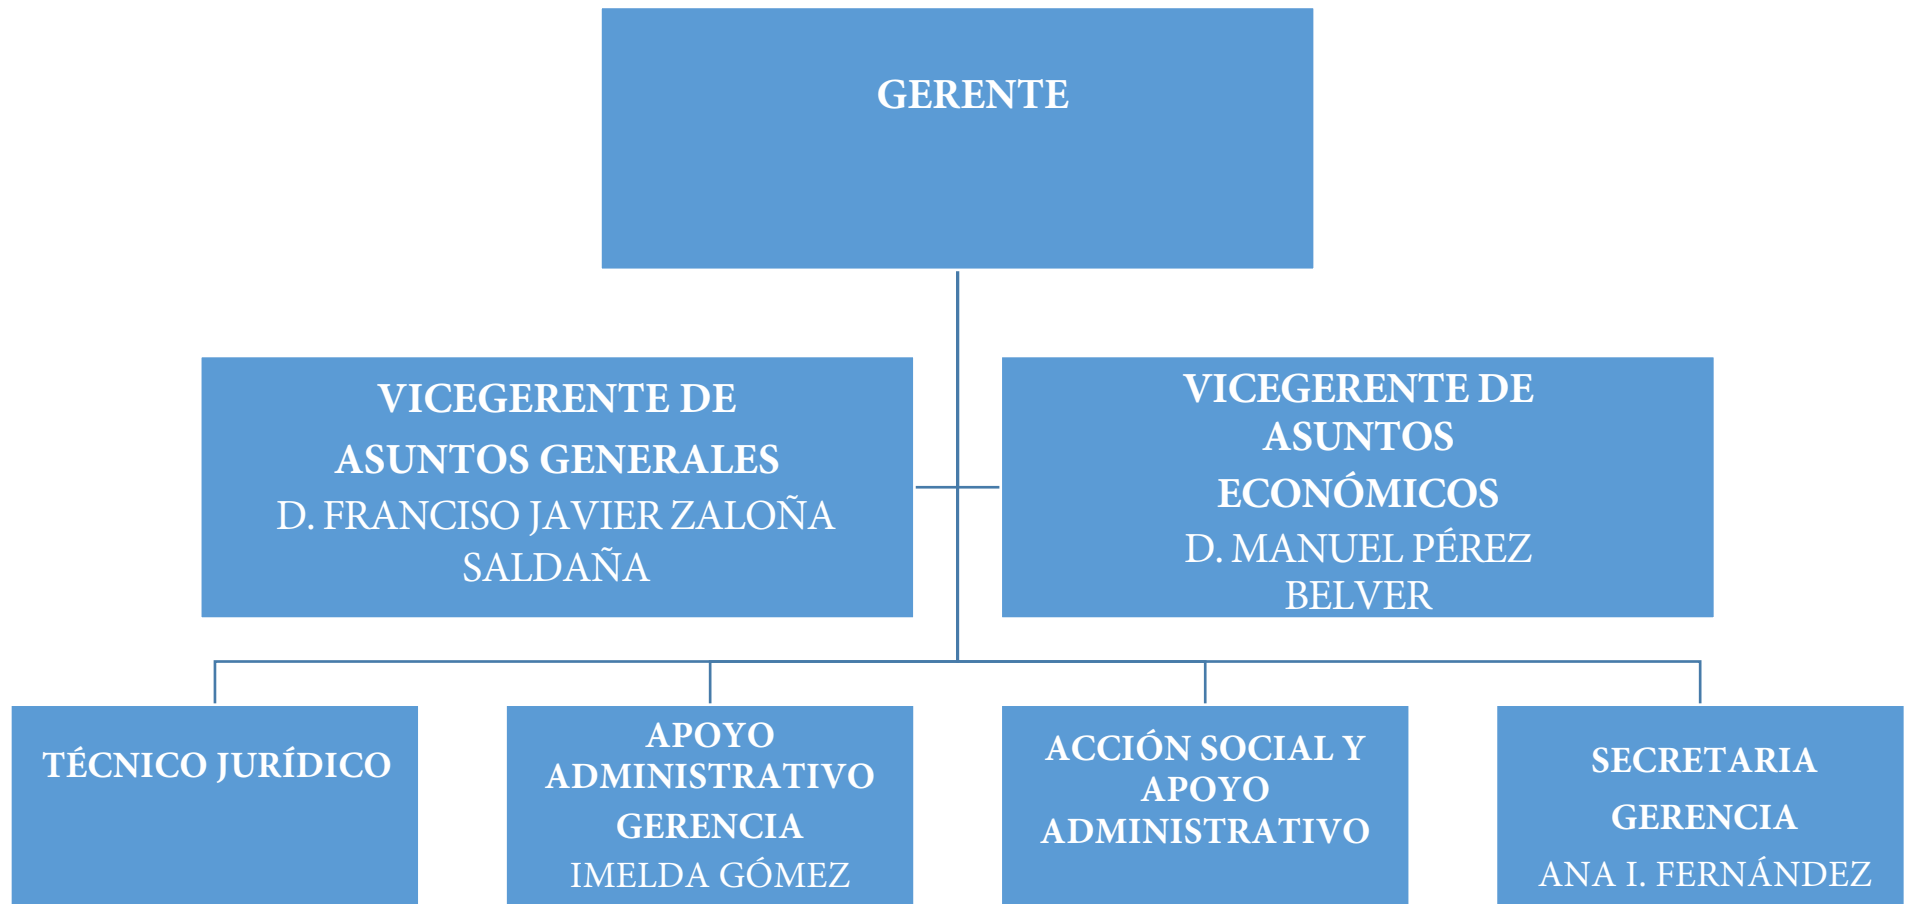 GERENTE
VICEGERENTE DE
ASUNTOS GENERALES
D. FRANCISO JAVIER ZALOÑA
SALDAÑA
VICEGERENTE DE
ASUNTOS
ECONÓMICOS
D. MANUEL PÉREZ
BELVER
TÉCNICO JURÍDICO
APOYO
ADMINISTRATIVO
GERENCIA
IMELDA GÓMEZ
ACCIÓN SOCIAL Y
APOYO
ADMINISTRATIVO
SECRETARIA
GERENCIA
ANA I. FERNÁNDEZ